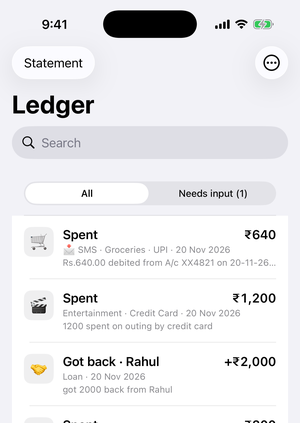 9:41
Statement
Ledger
Search
All
Needs input (1)
Spent ₹640
SMS · Groceries · UPI · 20 Nov 2026
Rs.640.00 debited from A/c XX4821 on 20-11-26...
Spent ₹1,200
Entertainment · Credit Card · 20 Nov 2026
1200 spent on outing by credit card
Got back · Rahul +₹2,000
Loan · 20 Nov 2026
got 2000 back from Rahul